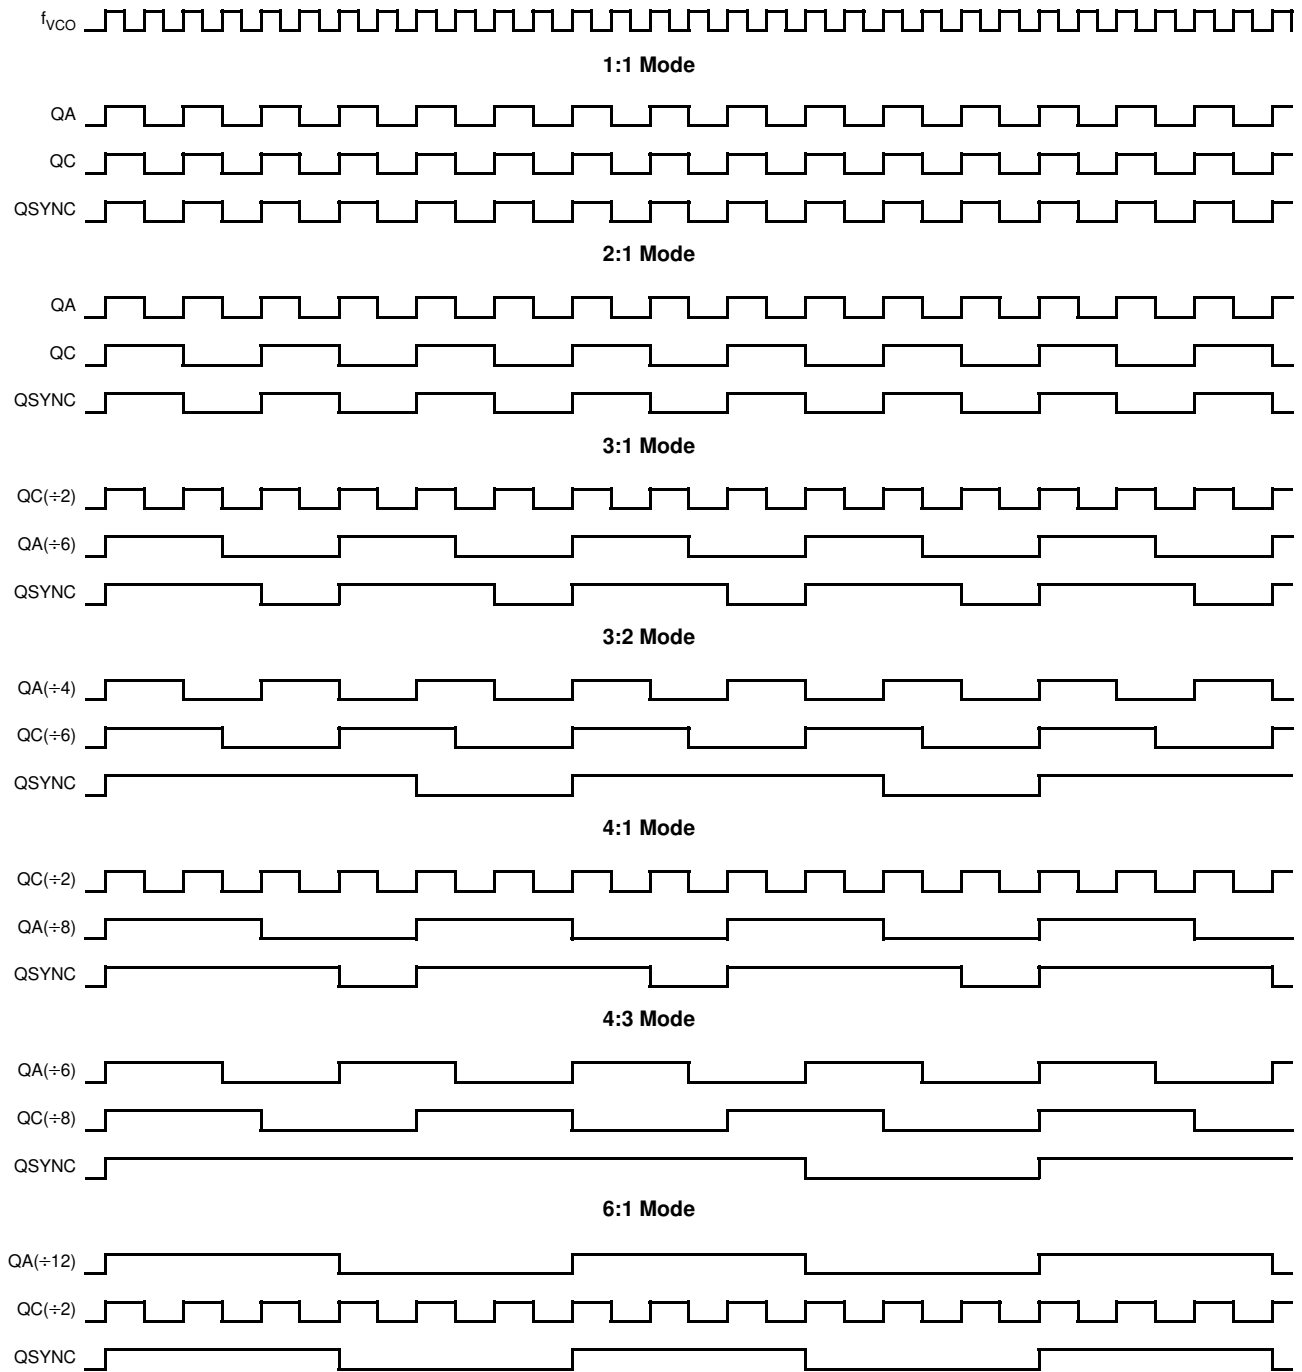 fVCO
1:1 Mode
QA
QC
QSYNC
2:1 Mode
QA
QC
QSYNC
3:1 Mode
QC(÷2)
QA(÷6)
QSYNC
3:2 Mode
QA(÷4)
QC(÷6)
QSYNC
4:1 Mode
QC(÷2)
QA(÷8)
QSYNC
4:3 Mode
QA(÷6)
QC(÷8)
QSYNC
6:1 Mode
QA(÷12)
QC(÷2)
QSYNC